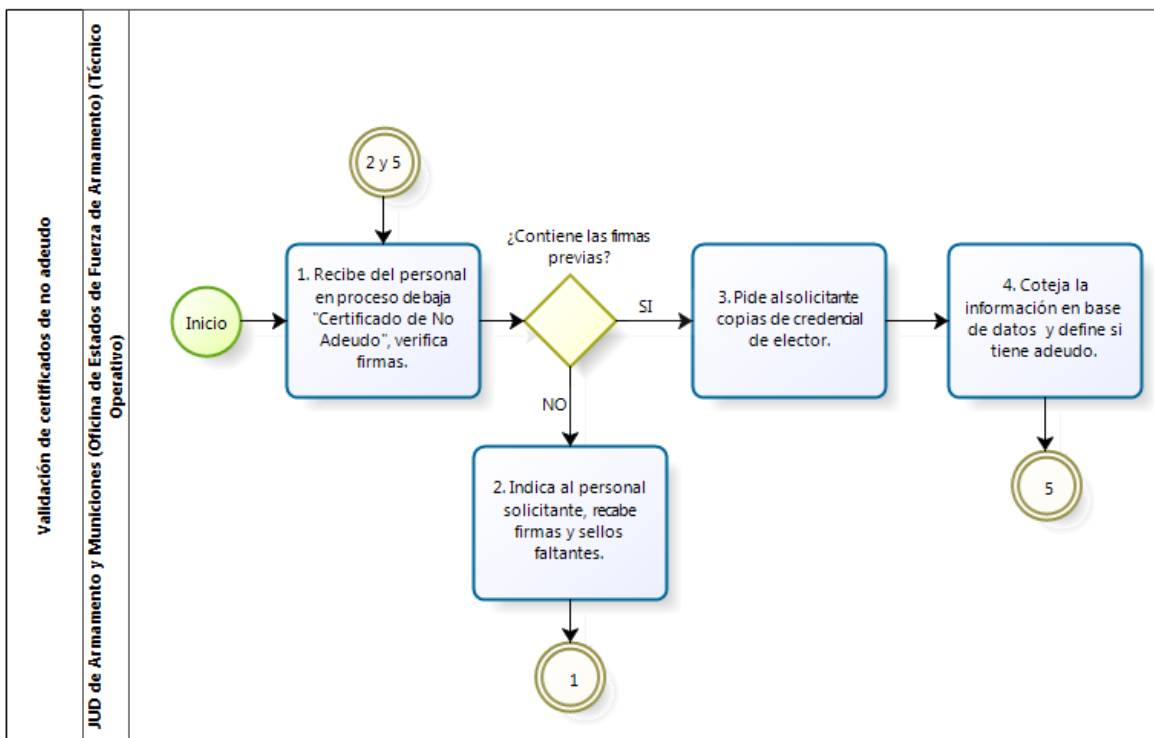 Validación de certificados de no adeudo
JUD de Armamento y Municiones (Oficina de Estados de Fuerza de Armamento) (Técnico
Operativo)
2 y 5
Inicio
1. Recibe del personal
en proceso de baja
"Certificado de No
Adeudo", verifica
firmas.
¿Contiene las firmas
previas?
SI
NO
3. Pide al solicitante
copias de credencial
de elector.
4. Coteja la
información en base
de datos y define si
tiene adeudo.
2. Indica al personal
solicitante, recabe
firmas y sellos
faltantes.
5
1